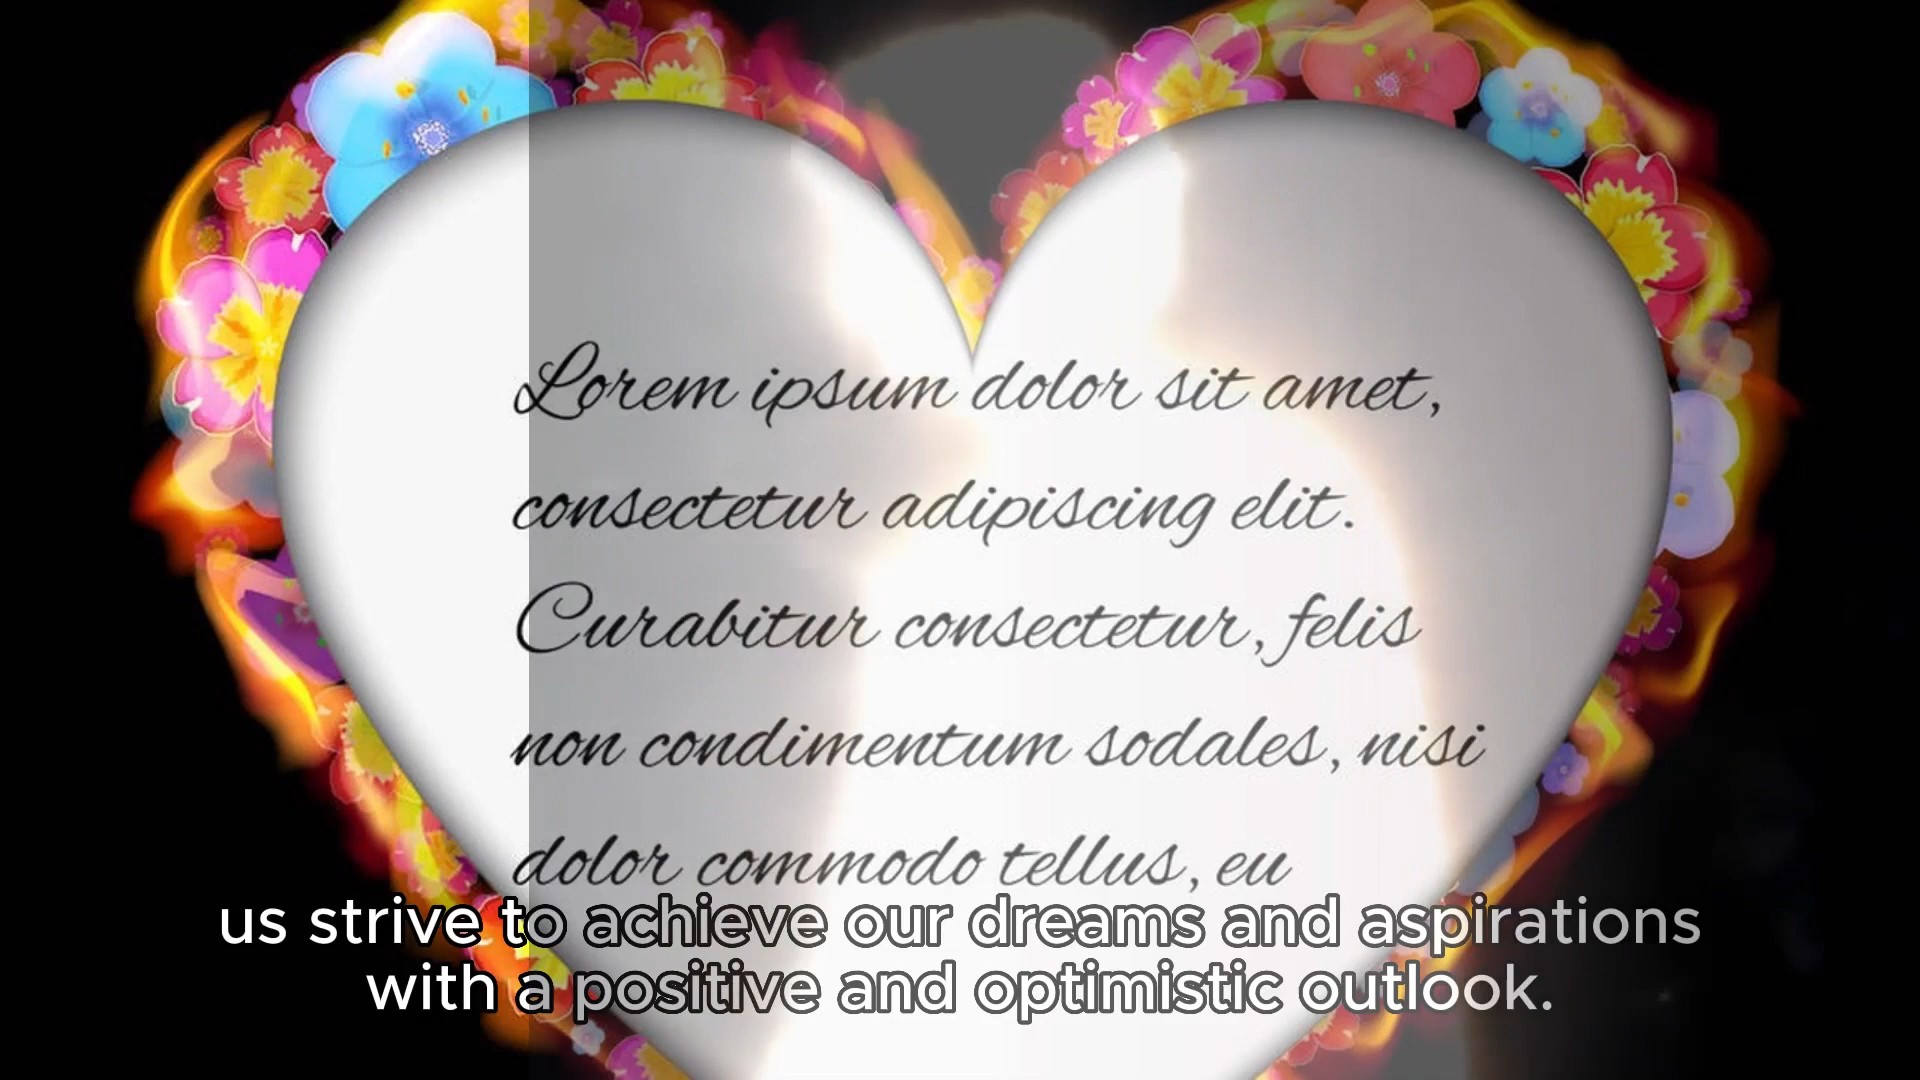 Lorem ipsum dolor sit amet,
consectetur adipiscing elit.
Curabitur consectetur, felis
non condimentum sodales, nisi
dolor commodo tellus, eu
us strive to achieve our dreams and aspirations
with a positive and optimistic outlook.